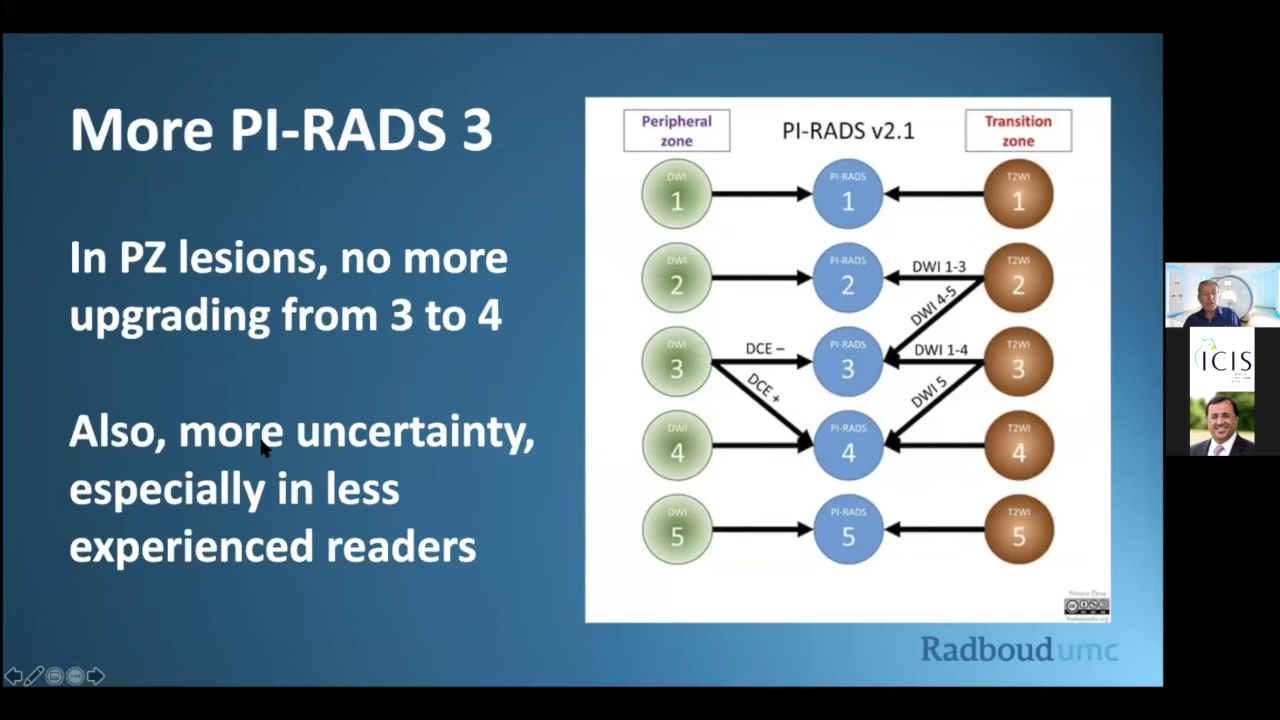 More PI-RADS 3
In PZ lesions, no more
upgrading from 3 to 4
Also, more uncertainty,
especially in less
experienced readers
Peripheral
zone
PI-RADS v2.1
Transition
zone
DWI
1
PI-RADS
1
T2WI
1
DWI
2
PI-RADS
2
DWI 1-3
DWI 4-5
T2WI
2
DWI
3
DCE –
DCE +
PI-RADS
3
DWI 1-4
DWI 5
T2WI
3
DWI
4
PI-RADS
4
T2WI
4
DWI
5
PI-RADS
5
T2WI
5
Radboudumc
ICIS